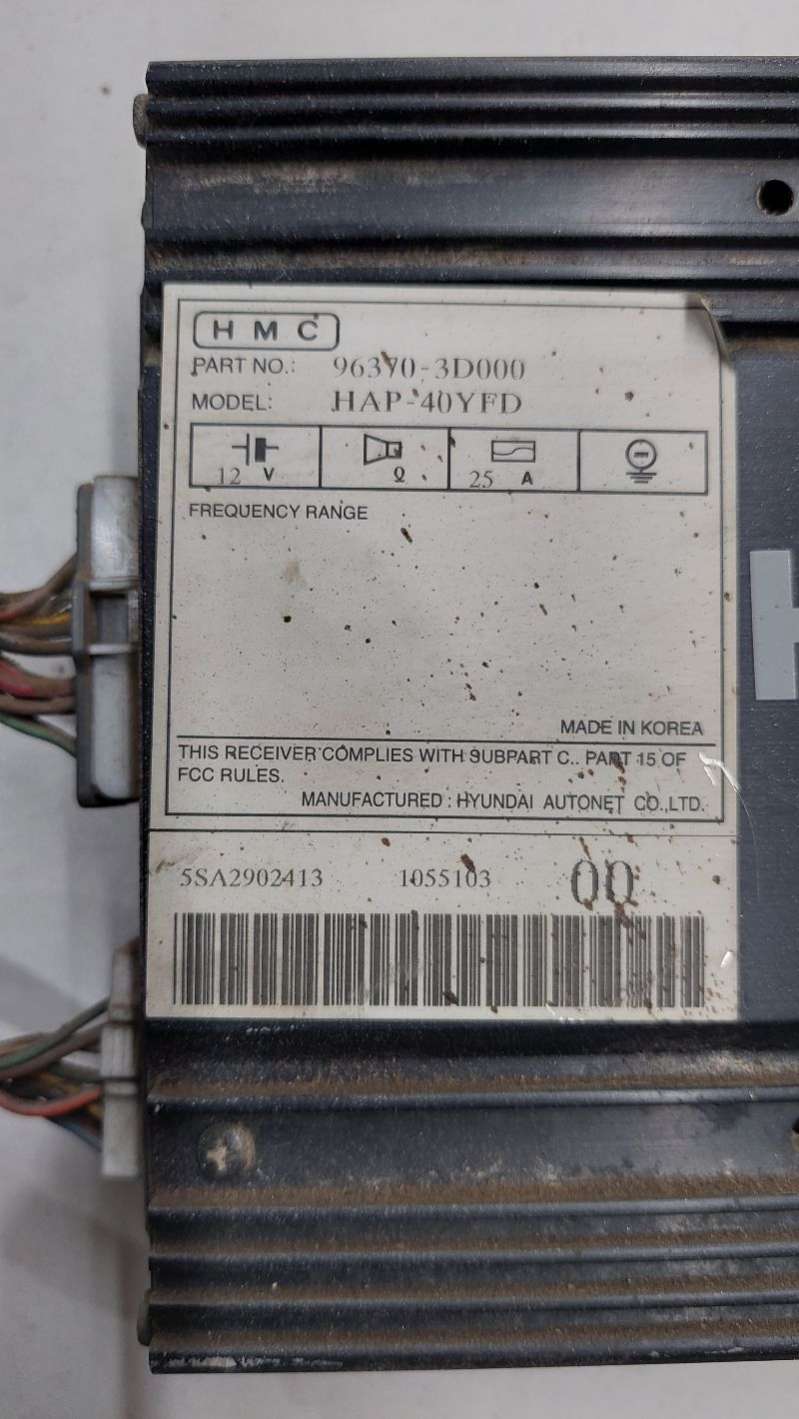 HMC
PART NO.: 96370-3D000
MODEL: HAP-40YFD
12 V Ω 25 A
FREQUENCY RANGE
MADE IN KOREA
THIS RECEIVER COMPLIES WITH SUBPART C.. PART 15 OF
FCC RULES.
MANUFACTURED : HYUNDAI AUTONET CO.,LTD.
5SA2902413 1055103 00